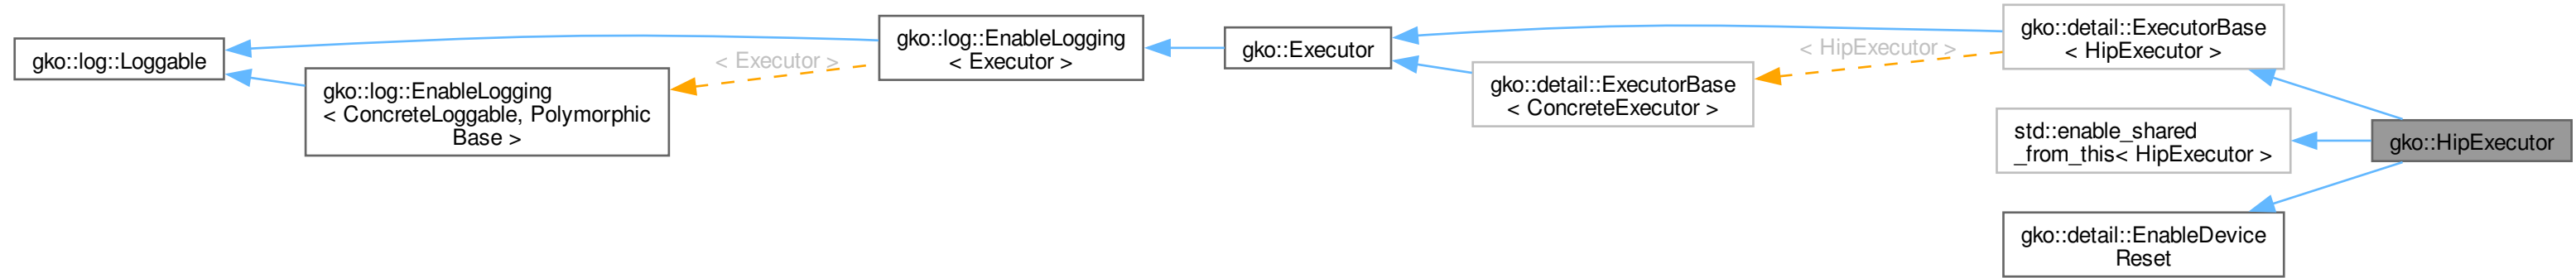 gko::log::Loggable
gko::log::EnableLogging
< ConcreteLoggable, Polymorphic
Base >
< Executor >
gko::log::EnableLogging
< Executor >
gko::Executor
gko::detail::ExecutorBase
< ConcreteExecutor >
< HipExecutor >
gko::detail::ExecutorBase
< HipExecutor >
std::enable_shared
_from_this< HipExecutor >
gko::detail::EnableDevice
Reset
gko::HipExecutor